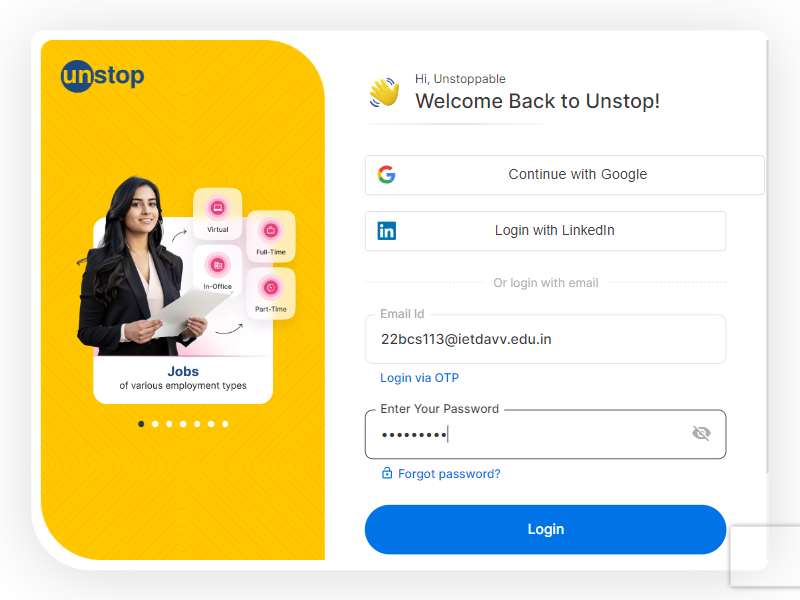 unstop
Virtual
Full-Time
In-Office
Part-Time
Jobs
of various employment types
Hi, Unstoppable
Welcome Back to Unstop!
Continue with Google
in
Login with LinkedIn
Or login with email
Email Id
22bcs113@ietdavv.edu.in
Login via OTP
Enter Your Password
•••••••••
Forgot password?
Login